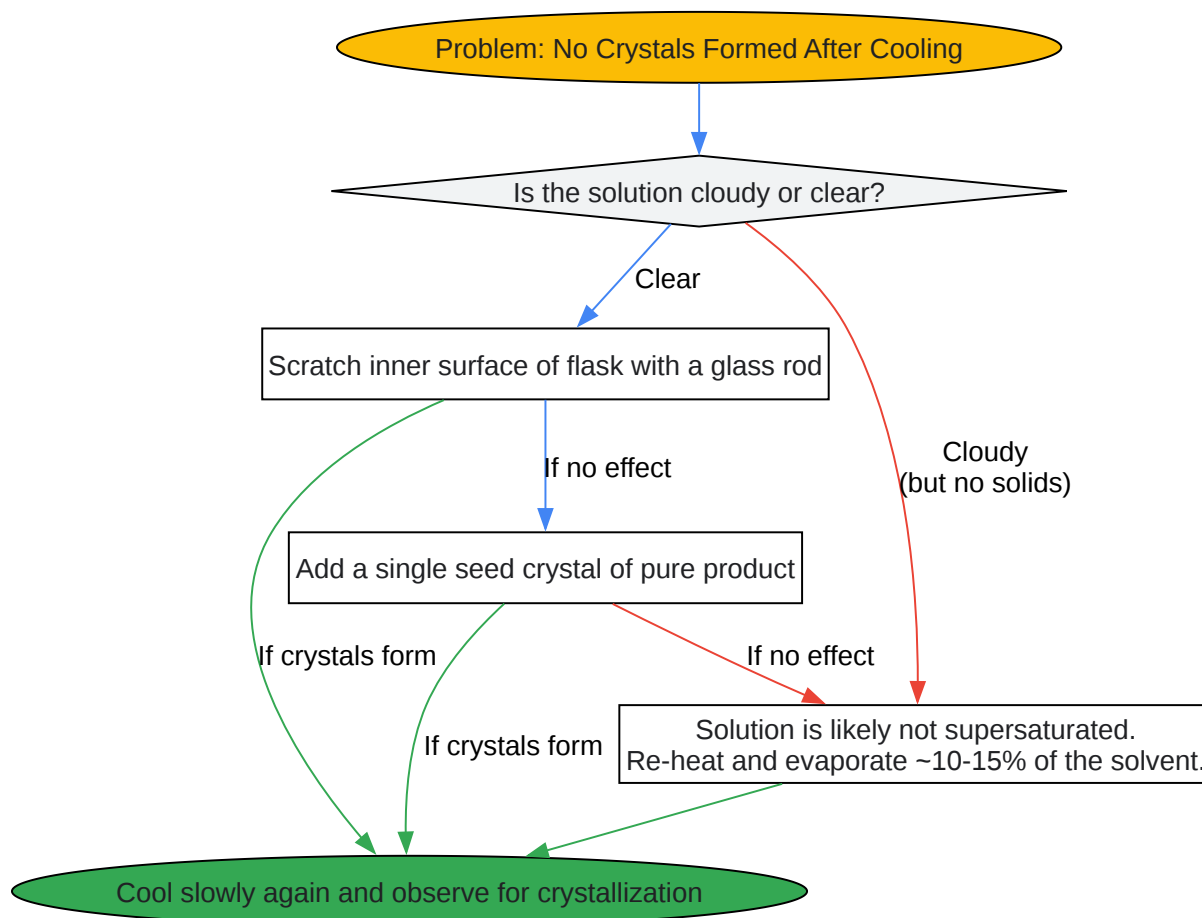 Problem: No Crystals Formed After Cooling
Is the solution cloudy or clear?
Clear
Scratch inner surface of flask with a glass rod
If no effect
Cloudy
(but no solids)
Add a single seed crystal of pure product
If crystals form
If no effect
If crystals form
Solution is likely not supersaturated.
Re-heat and evaporate ~10-15% of the solvent.
Cool slowly again and observe for crystallization